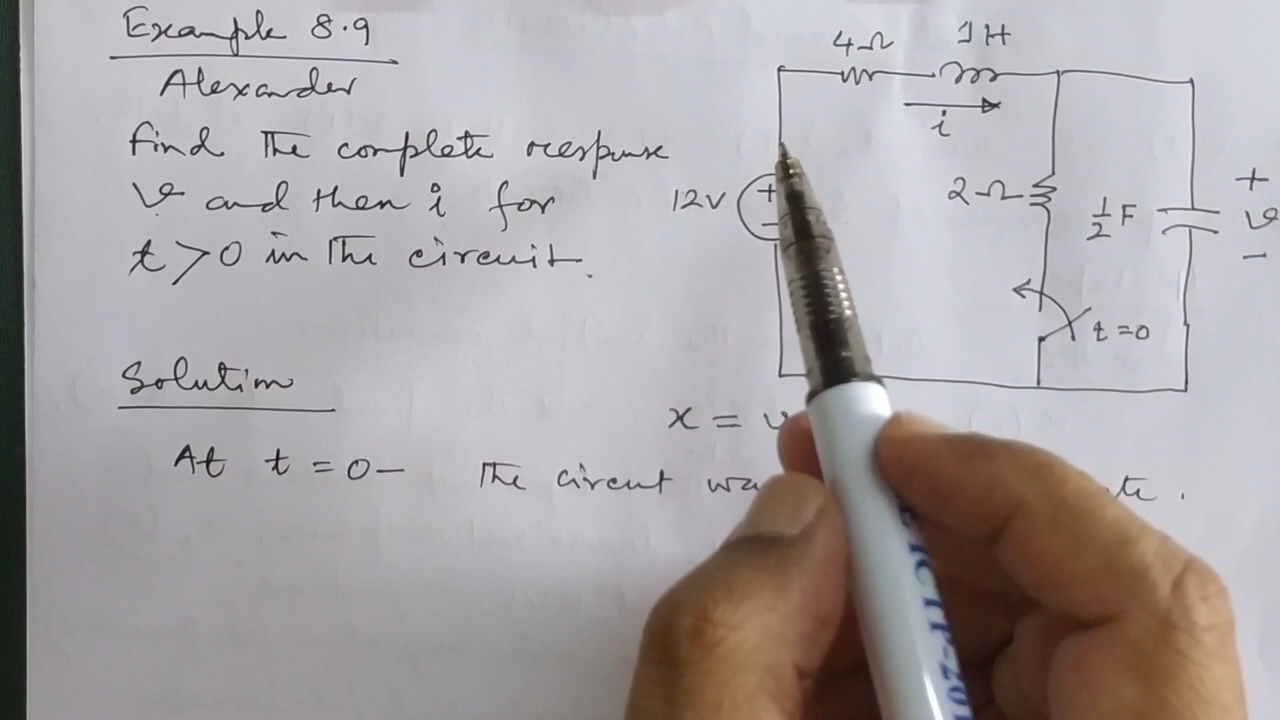 Example 8.9
Alexander
Find the complete response
v and then i for
t > 0 in the circuit.
4Ω 1H
i
12V
+
−
2Ω
1/2 F
+
v
−
t = 0
Solution
x =
At t = 0− The circuit